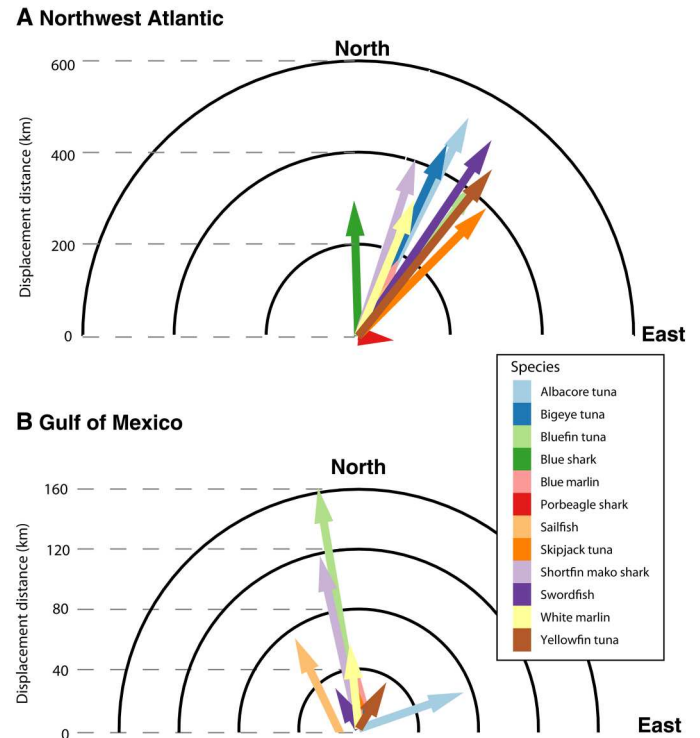 A Northwest Atlantic
North
600
400
200
0
Displacement distance (km)
East
Species
Albacore tuna
Bigeye tuna
Bluefin tuna
Blue shark
Blue marlin
Porbeagle shark
Sailfish
Skipjack tuna
Shortfin mako shark
Swordfish
White marlin
Yellowfin tuna
B Gulf of Mexico
North
160
120
80
40
0
Displacement distance (km)
East